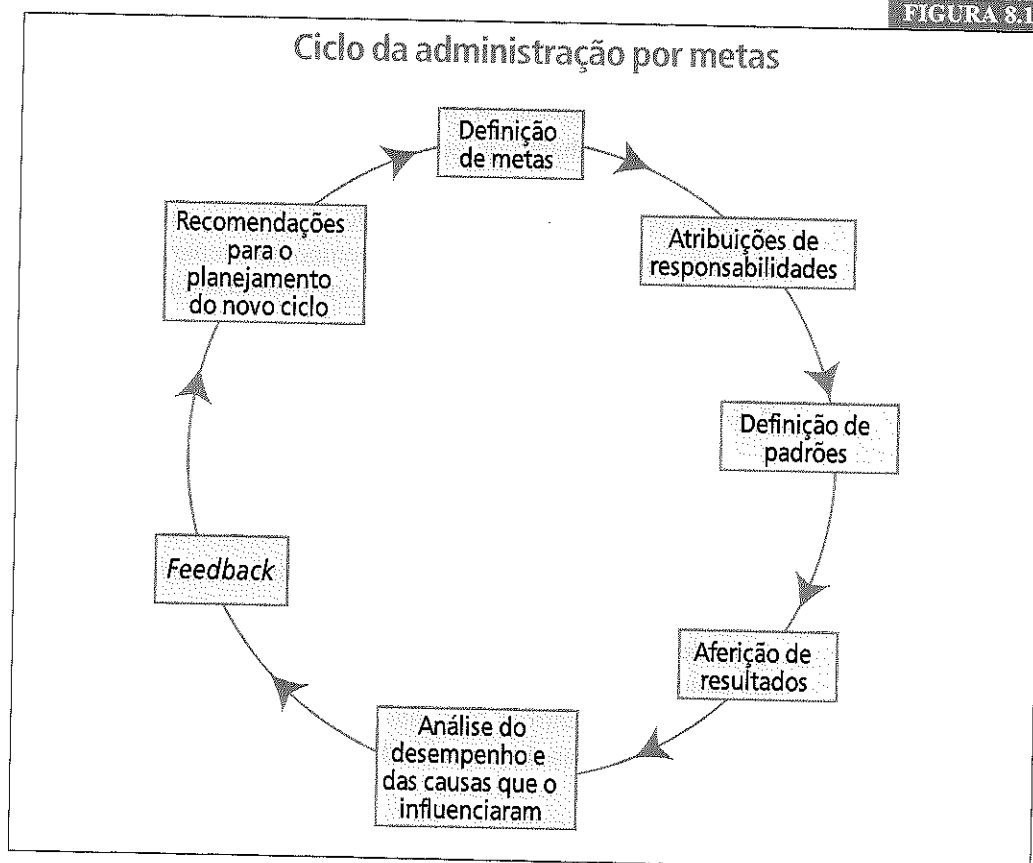 FIGURA 8.1
Ciclo da administração por metas
Definição
de metas
Atribuições de
responsabilidades
Definição de
padrões
Aferição de
resultados
Análise do
desempenho e
das causas que o
influenciaram
Feedback
Recomendações
para o
planejamento
do novo ciclo